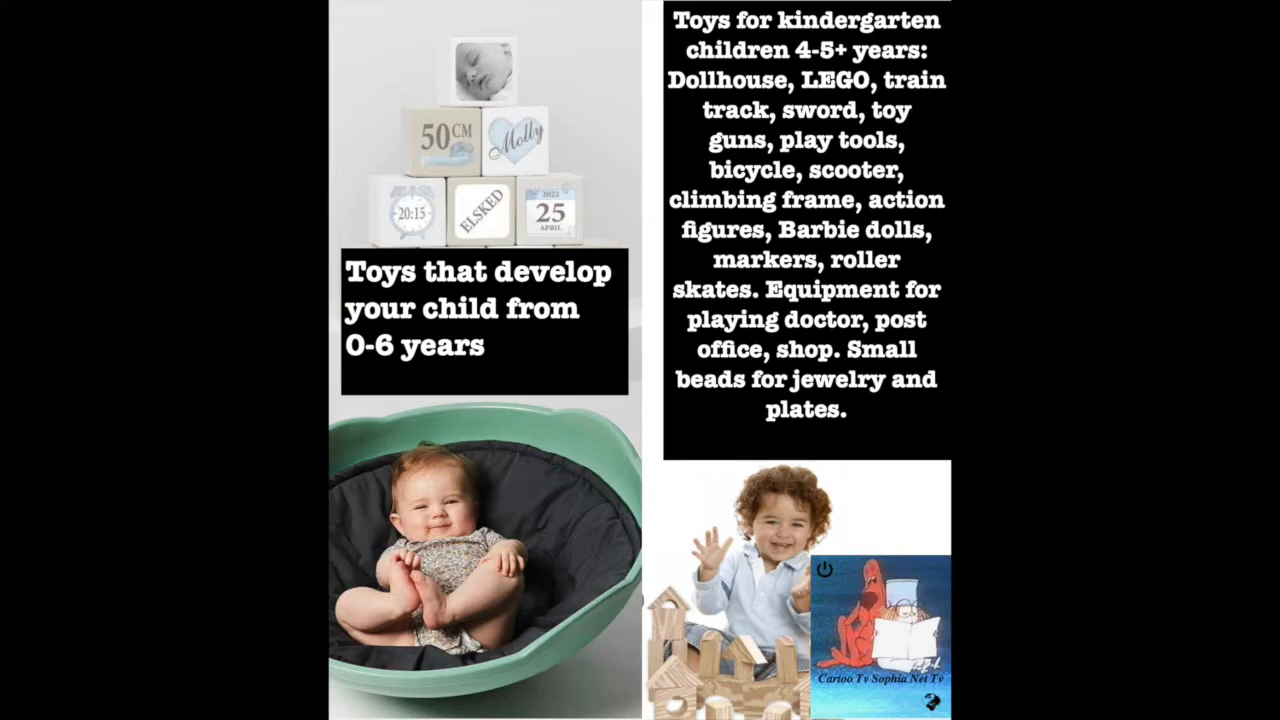 50 CM
Molly
20:15
ELSKED
2022
25
APRIL
Toys that develop
your child from
0-6 years
Toys for kindergarten
children 4-5+ years:
Dollhouse, LEGO, train
track, sword, toy
guns, play tools,
bicycle, scooter,
climbing frame, action
figures, Barbie dolls,
markers, roller
skates. Equipment for
playing doctor, post
office, shop. Small
beads for jewelry and
plates.
Cartoo Tv Sophia Net Tv